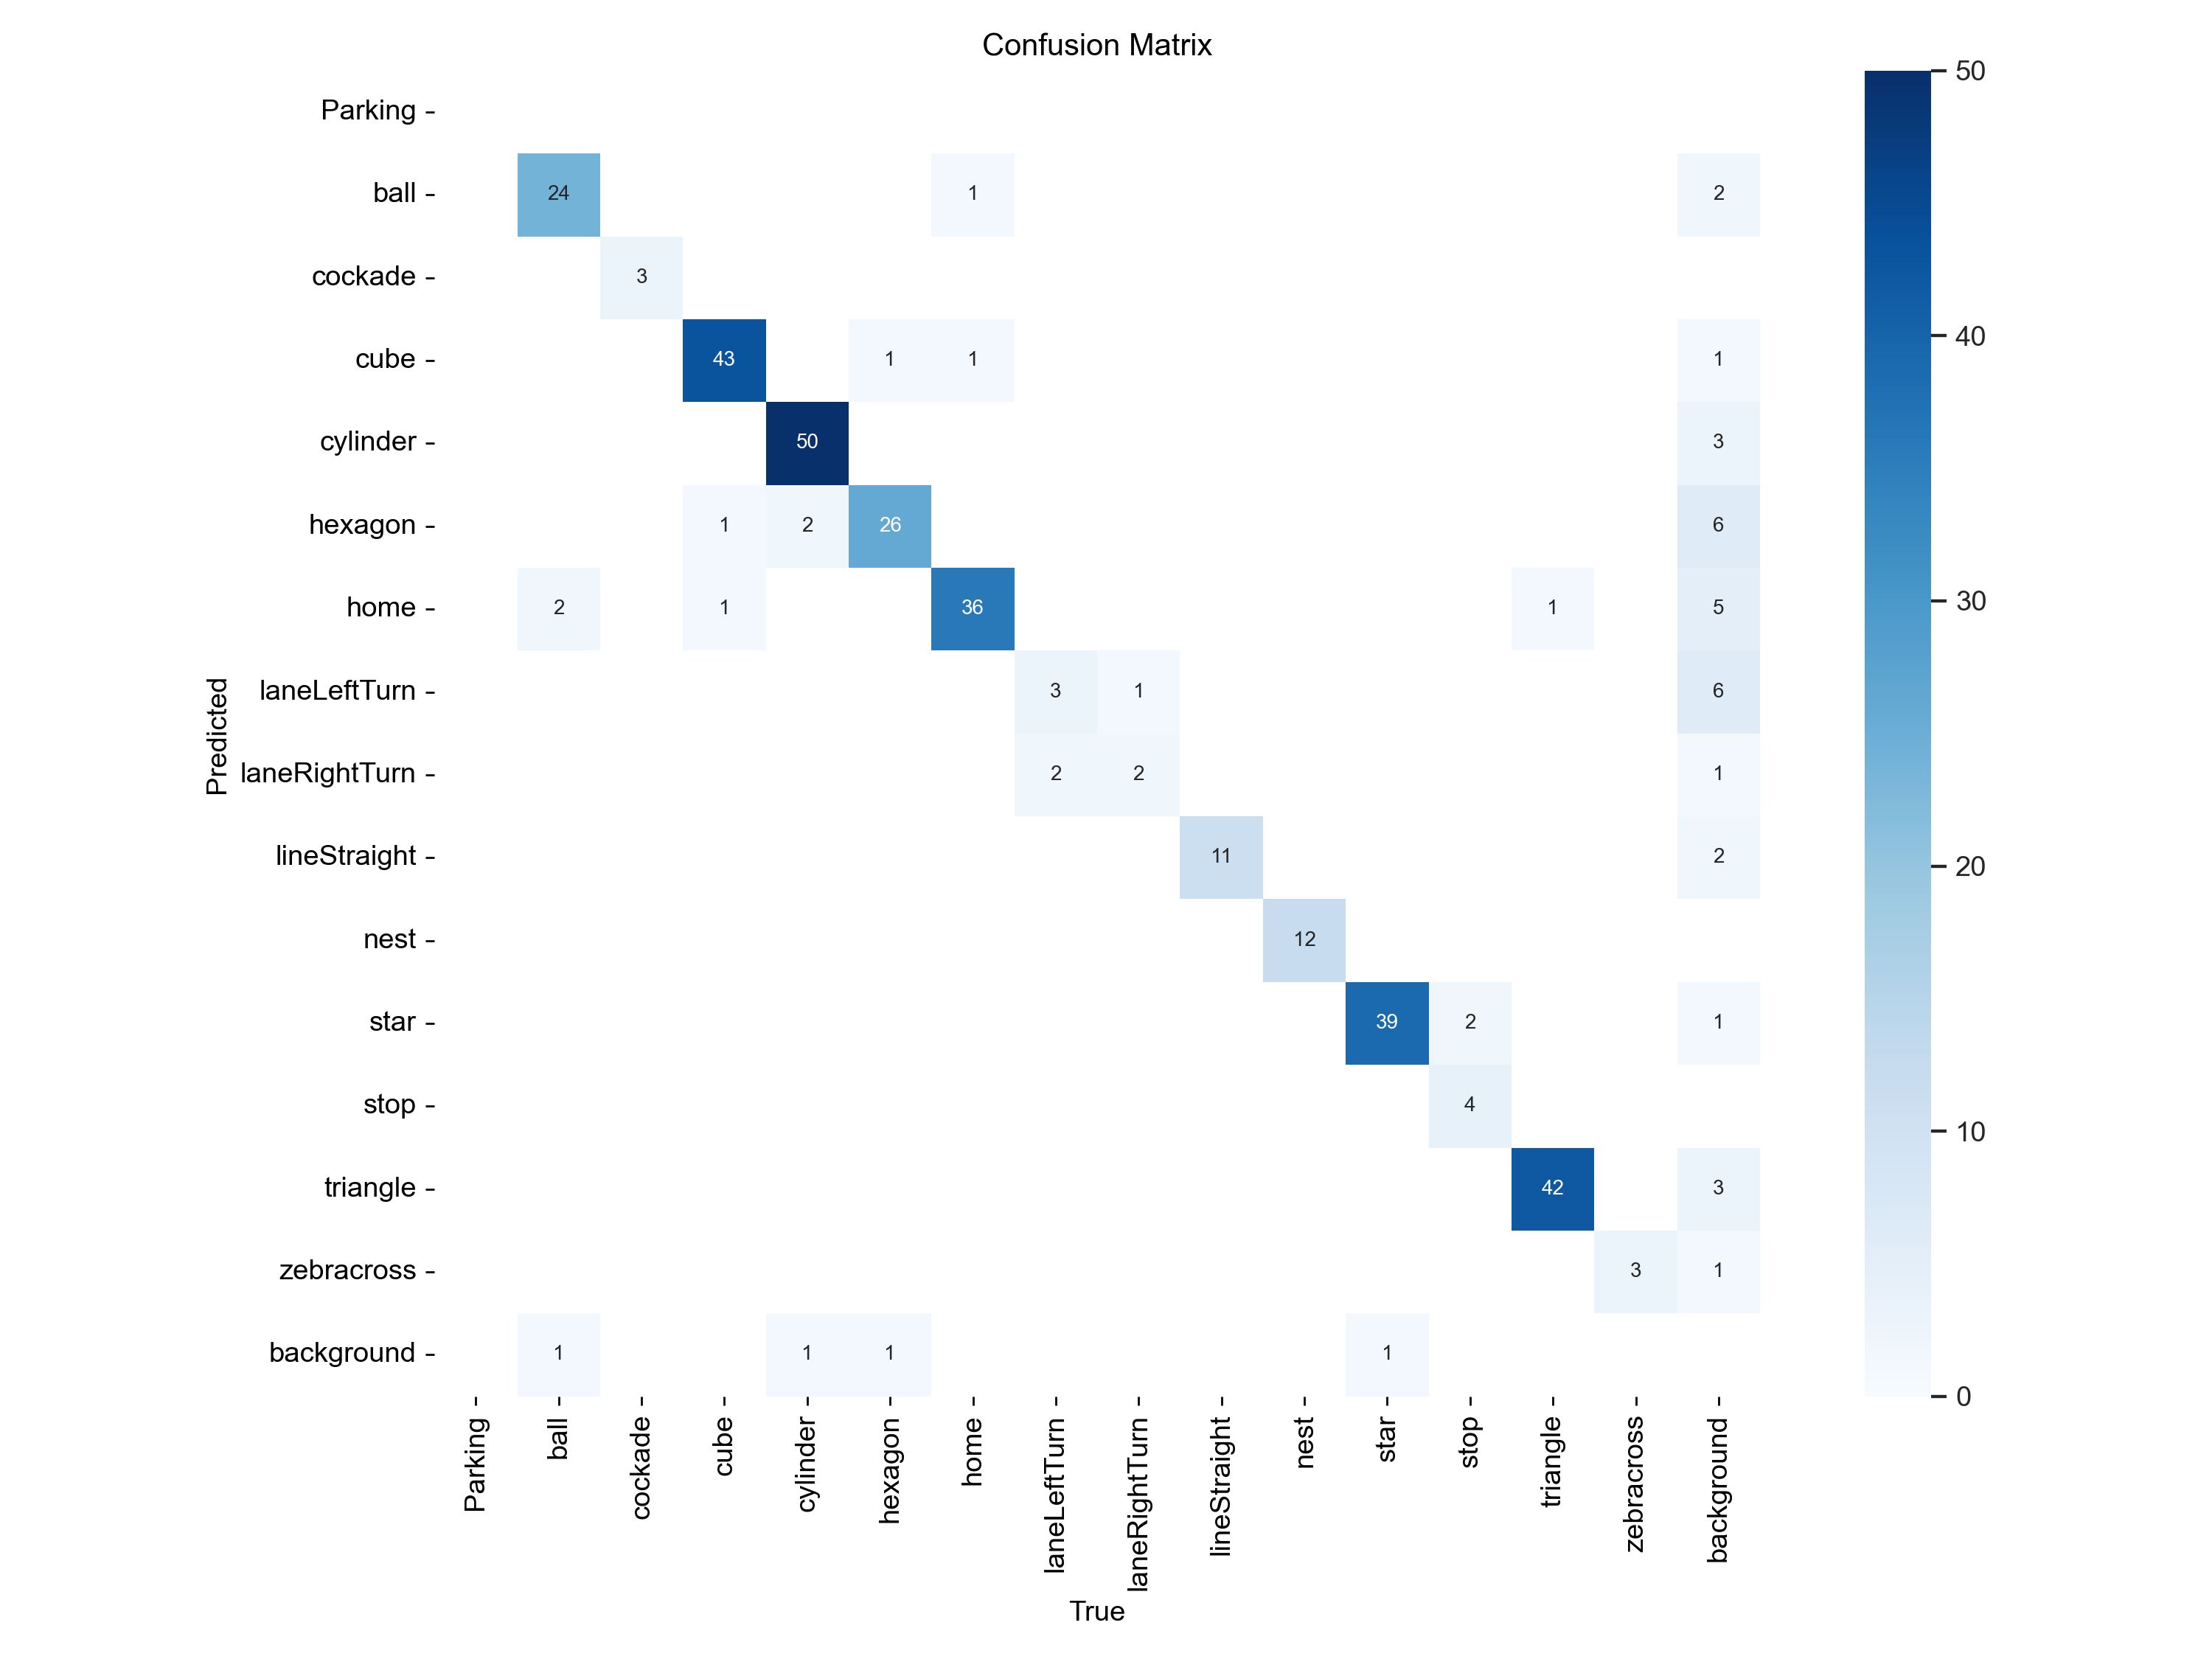 Confusion Matrix
Parking
ball 24 1 2
cockade 3
cube 43 1 1 1
cylinder 50 3
hexagon 1 2 26 6
home 2 1 36 1 5
laneLeftTurn 3 1 6
laneRightTurn 2 2 1
lineStraight 11 2
nest 12
star 39 2 1
stop 4
triangle 42 3
zebracross 3 1
background 1 1 1 1
Parking ball cockade cube cylinder hexagon home laneLeftTurn laneRightTurn lineStraight nest star stop triangle zebracross background
True
Predicted
50
40
30
20
10
0